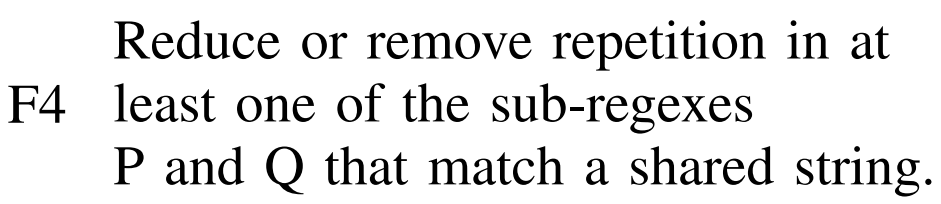 Reduce or remove repetition in at
F4 least one of the sub-regexes
P and Q that match a shared string.